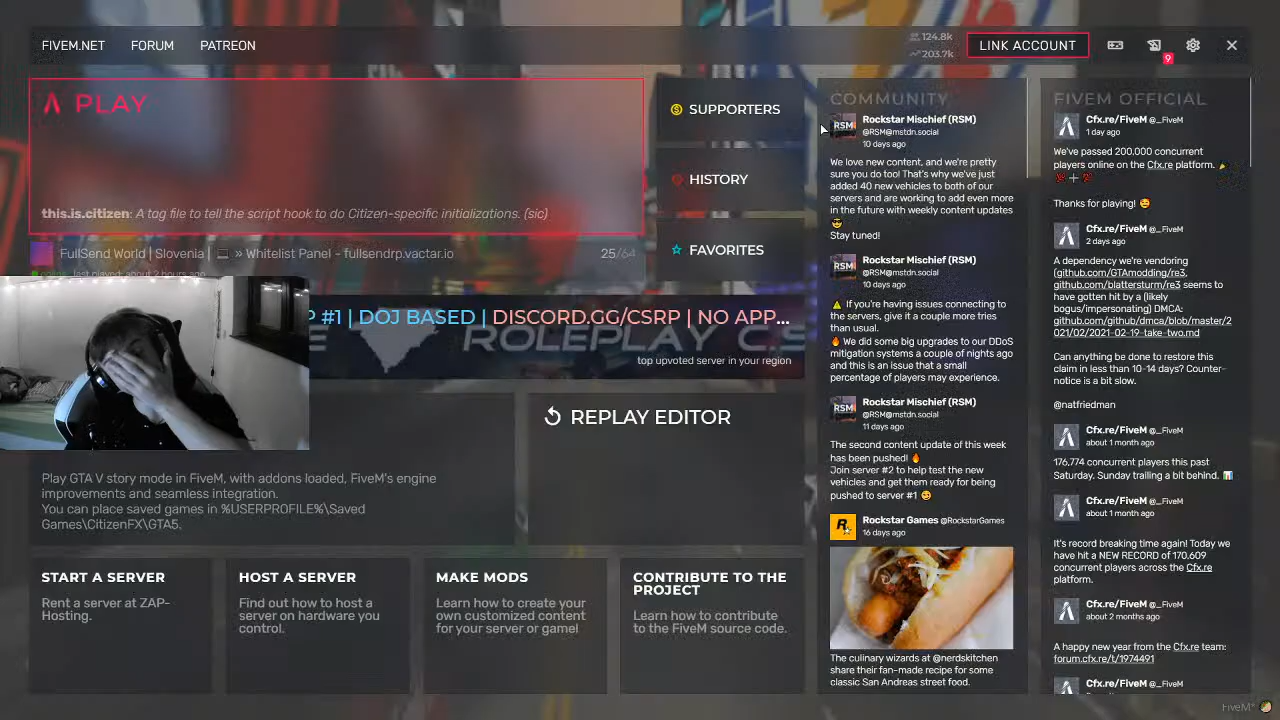 FIVEM.NET
FORUM
PATREON
124.8k
203.7k
LINK ACCOUNT
9
PLAY
this.is.citizen: A tag file to tell the script hook to do Citizen-specific initializations. (sic)
FullSend World | Slovenia | 💻 » Whitelist Panel - fullsendrp.vactar.io
25/64
last played: about 2 hours ago
SUPPORTERS
HISTORY
FAVORITES
P #1 | DOJ BASED | DISCORD.GG/CSRP | NO APP...
ROLEPLAY C.S
top upvoted server in your region
REPLAY EDITOR
Play GTA V story mode in FiveM, with addons loaded, FiveM's engine
improvements and seamless integration.
You can place saved games in %USERPROFILE%\Saved
Games\CitizenFX\GTA5.
START A SERVER
Rent a server at ZAP-
Hosting.
HOST A SERVER
Find out how to host a
server on hardware you
control.
MAKE MODS
Learn how to create your
own customized content
for your server or game!
CONTRIBUTE TO THE
PROJECT
Learn how to contribute
to the FiveM source code.
COMMUNITY
RSM
Rockstar Mischief (RSM)
@RSM@mstdn.social
10 days ago
We love new content, and we're pretty
sure you do too! That's why we've just
added 40 new vehicles to both of our
servers and are working to add even more
in the future with weekly content updates
😎
Stay tuned!
RSM
Rockstar Mischief (RSM)
@RSM@mstdn.social
10 days ago
⚠️ If you're having issues connecting to
the servers, give it a couple more tries
than usual.
🔥 We did some big upgrades to our DDoS
mitigation systems a couple of nights ago
and this is an issue that a small
percentage of players may experience.
RSM
Rockstar Mischief (RSM)
@RSM@mstdn.social
11 days ago
The second content update of this week
has been pushed! 🔥
Join server #2 to help test the new
vehicles and get them ready for being
pushed to server #1 😊
Rockstar Games @RockstarGames
16 days ago
The culinary wizards at @nerdskitchen
share their fan-made recipe for some
classic San Andreas street food.
FIVEM OFFICIAL
Cfx.re/FiveM @_FiveM
1 day ago
We've passed 200,000 concurrent
players online on the Cfx.re platform. 🎉
💯 ➕ 💯
Thanks for playing! 😍
Cfx.re/FiveM @_FiveM
2 days ago
A dependency we're vendoring
(github.com/GTAmodding/re3,
github.com/blattersturm/re3 seems to
have gotten hit by a (likely
bogus/impersonating) DMCA:
github.com/github/dmca/blob/master/2
021/02/2021-02-19-take-two.md
Can anything be done to restore this
claim in less than 10-14 days? Counter-
notice is a bit slow.
@natfriedman
Cfx.re/FiveM @_FiveM
about 1 month ago
176,774 concurrent players this past
Saturday, Sunday trailing a bit behind. 📊
Cfx.re/FiveM @_FiveM
about 1 month ago
It's record breaking time again! Today we
have hit a NEW RECORD of 170.609
concurrent players across the Cfx.re
platform.
Cfx.re/FiveM @_FiveM
about 2 months ago
A happy new year from the Cfx.re team:
forum.cfx.re/t/1974491
Cfx.re/FiveM @_FiveM
FiveM*